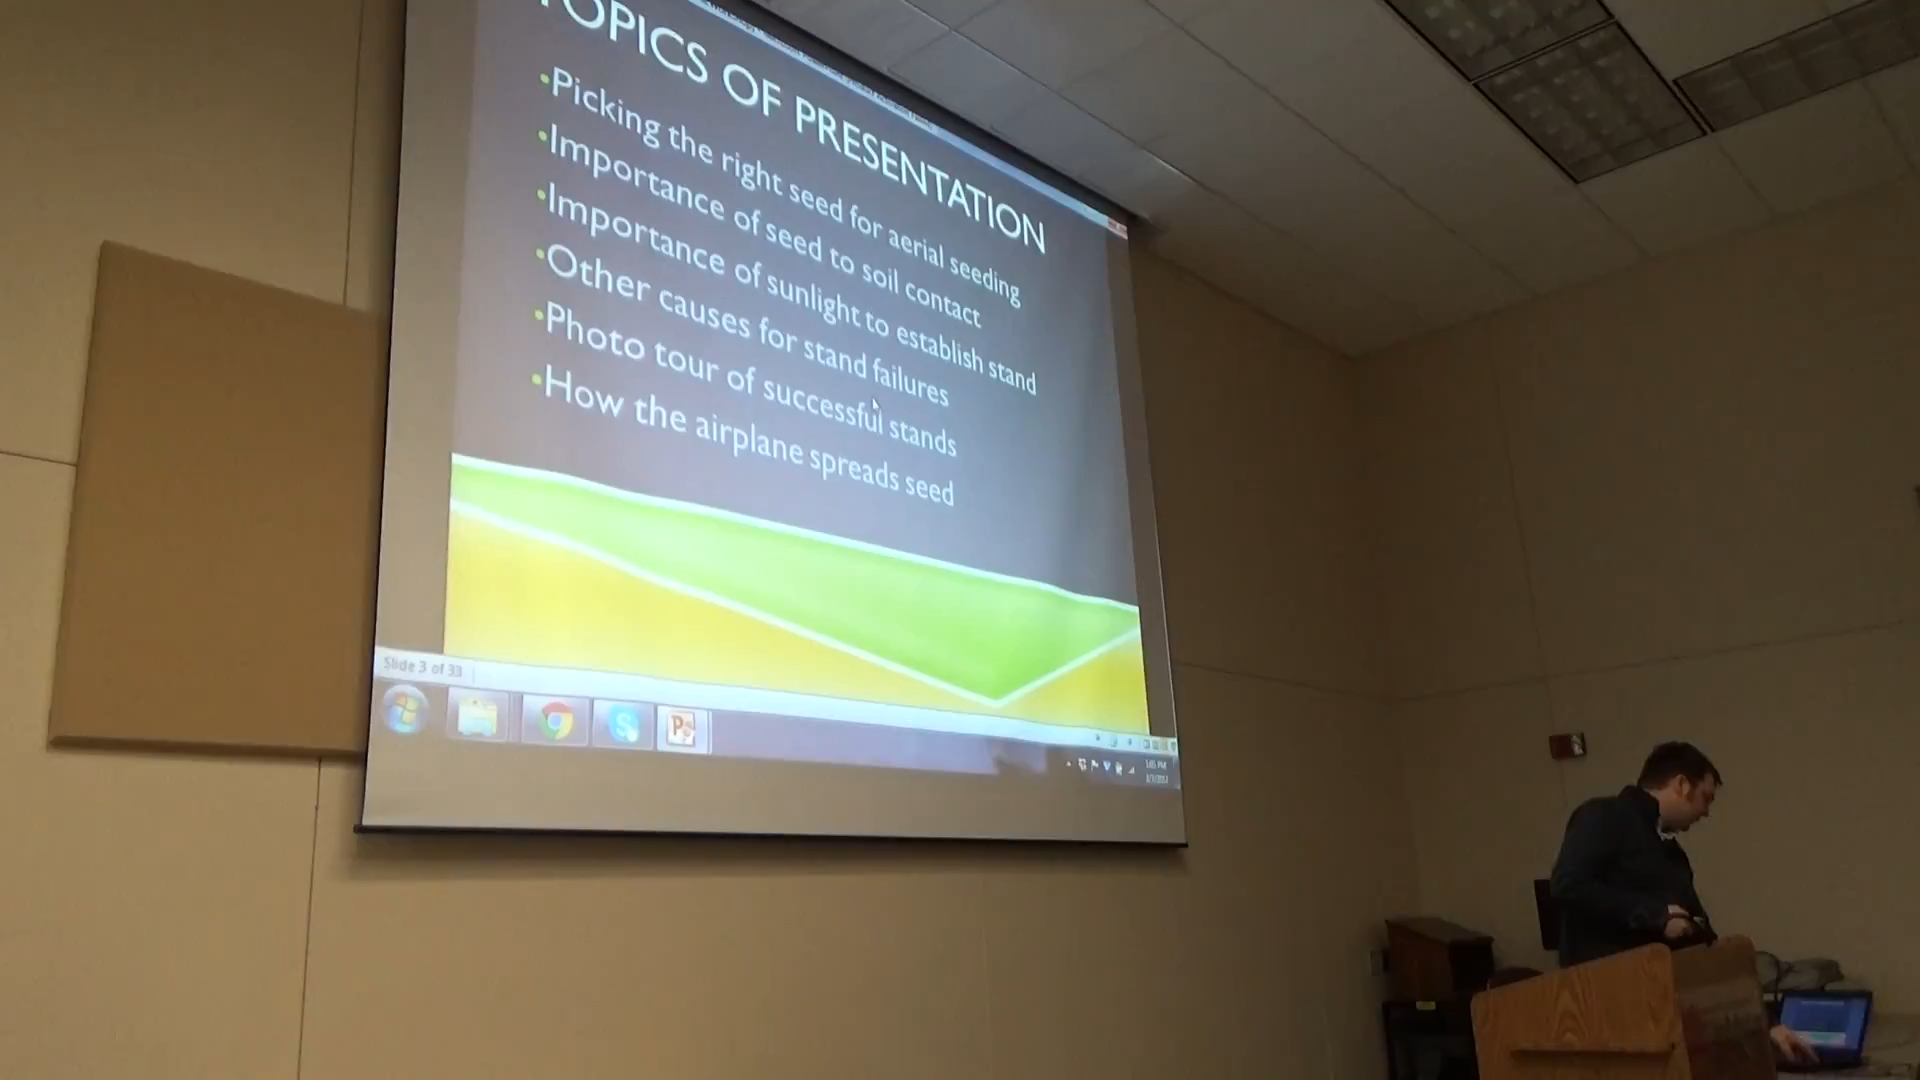 TOPICS OF PRESENTATION
•Picking the right seed for aerial seeding
•Importance of seed to soil contact
•Importance of sunlight to establish stand
•Other causes for stand failures
•Photo tour of successful stands
•How the airplane spreads seed
Slide 3 of 33